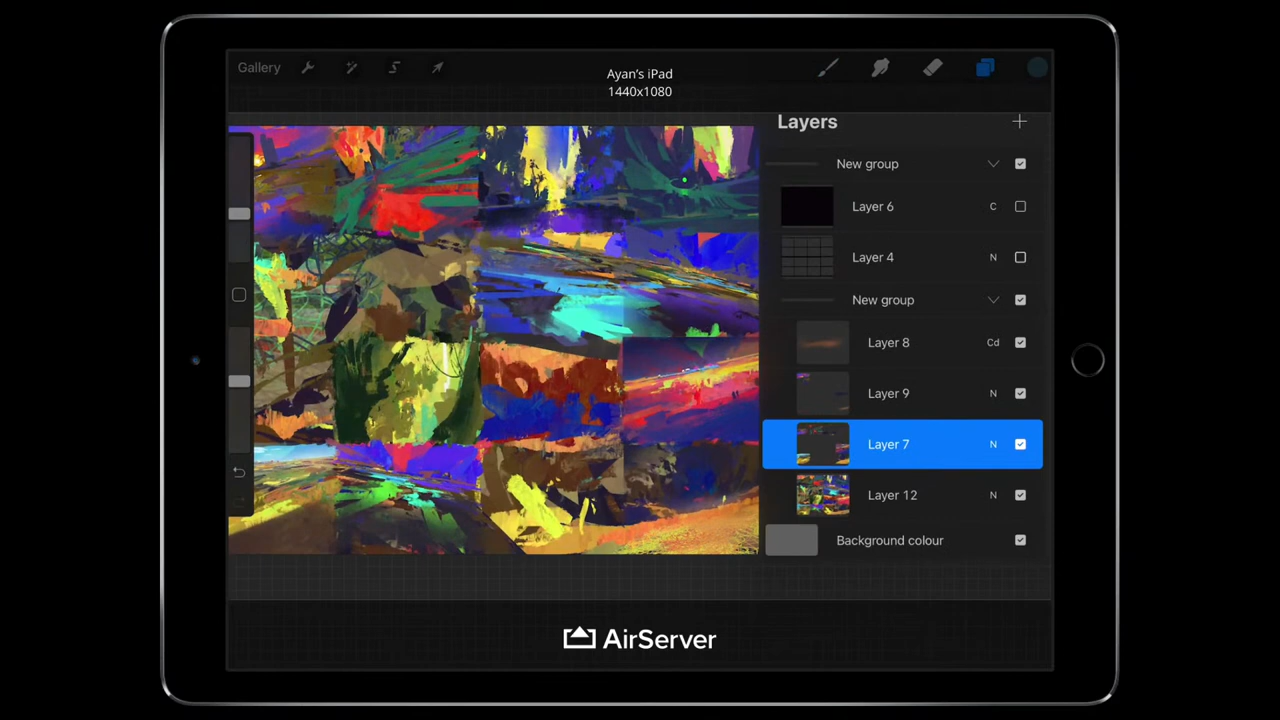 Gallery
Ayan's iPad
1440x1080
Layers
New group
Layer 6 C
Layer 4 N
New group
Layer 8 Cd
Layer 9 N
Layer 7 N
Layer 12 N
Background colour
AirServer